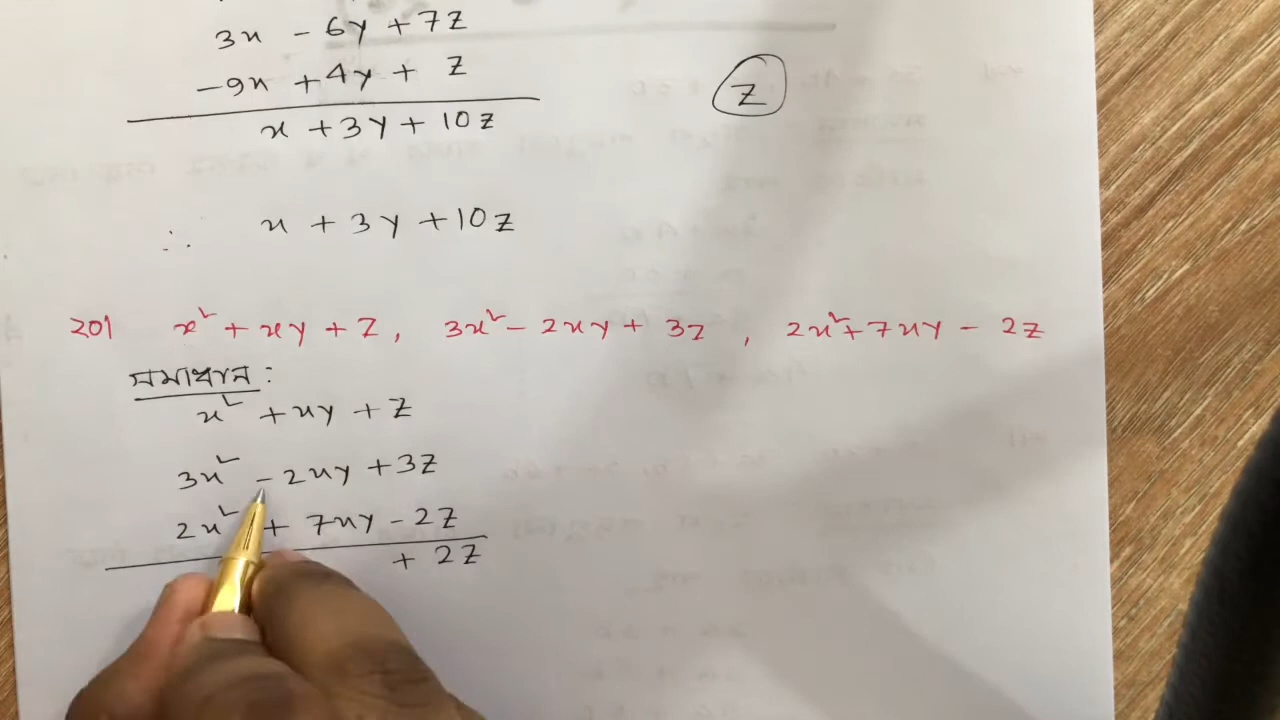 3x - 6y + 7z
-9x + 4y + z
x + 3y + 10z
z
∴ x + 3y + 10z
20। x² + xy + z, 3x² - 2xy + 3z, 2x² + 7xy - 2z
সমাধান :
x² + xy + z
3x² - 2xy + 3z
2x² + 7xy - 2z
+ 2z